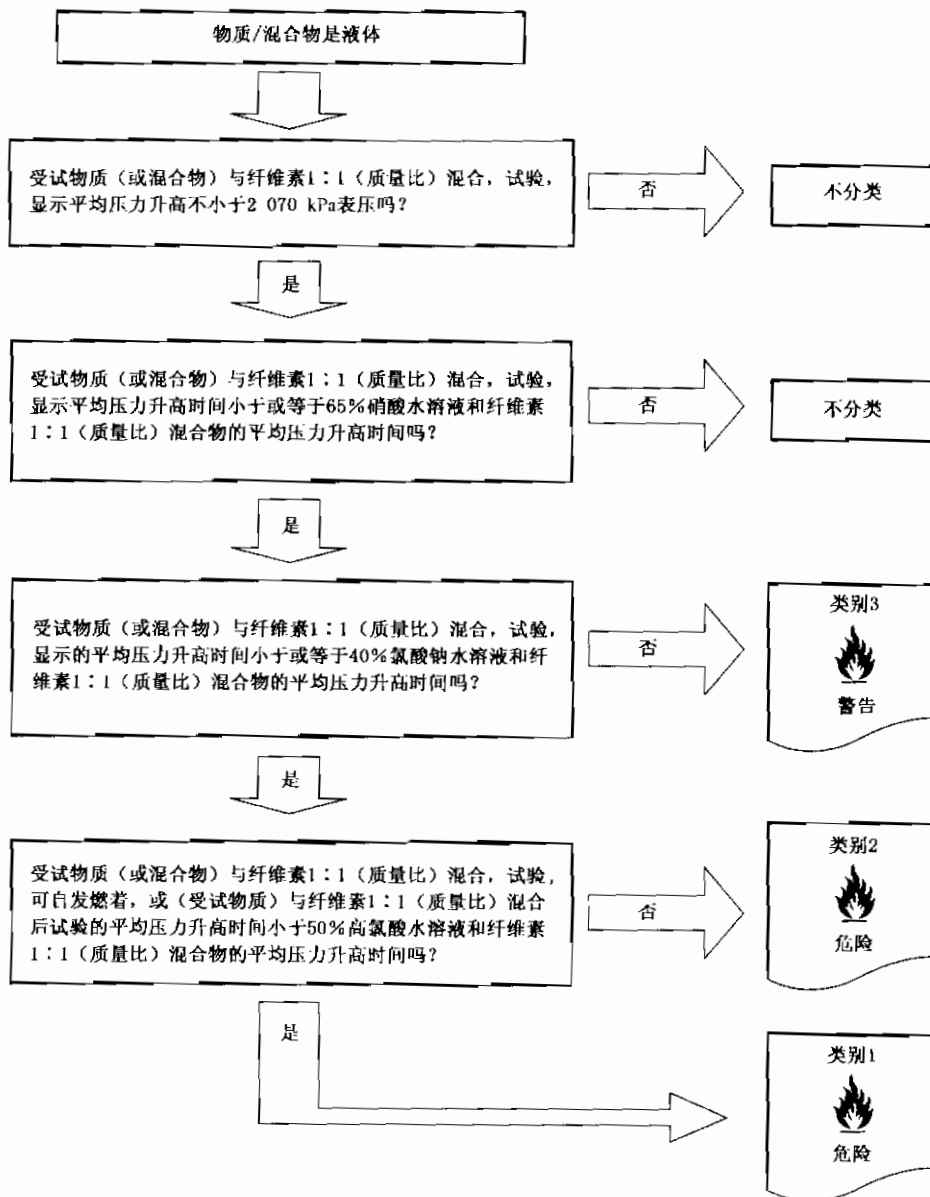 物质/混合物是液体
受试物质（或混合物）与纤维素1∶1（质量比）混合，试验，
显示平均压力升高不小于2 070 kPa表压吗？
否
不分类
是
受试物质（或混合物）与纤维素1∶1（质量比）混合，试验，
显示平均压力升高时间小于或等于65%硝酸水溶液和纤维素
1∶1（质量比）混合物的平均压力升高时间吗？
否
不分类
是
受试物质（或混合物）与纤维素1∶1（质量比）混合，试验，
显示的平均压力升高时间小于或等于40%氯酸钠水溶液和纤
维素1∶1（质量比）混合物的平均压力升高时间吗？
否
类别3
警告
是
受试物质（或混合物）与纤维素1∶1（质量比）混合，试验，
可自发燃着，或（受试物质）与纤维素1∶1（质量比）混合
后试验的平均压力升高时间小于50%高氯酸水溶液和纤维素
1∶1（质量比）混合物的平均压力升高时间吗？
否
类别2
危险
是
类别1
危险